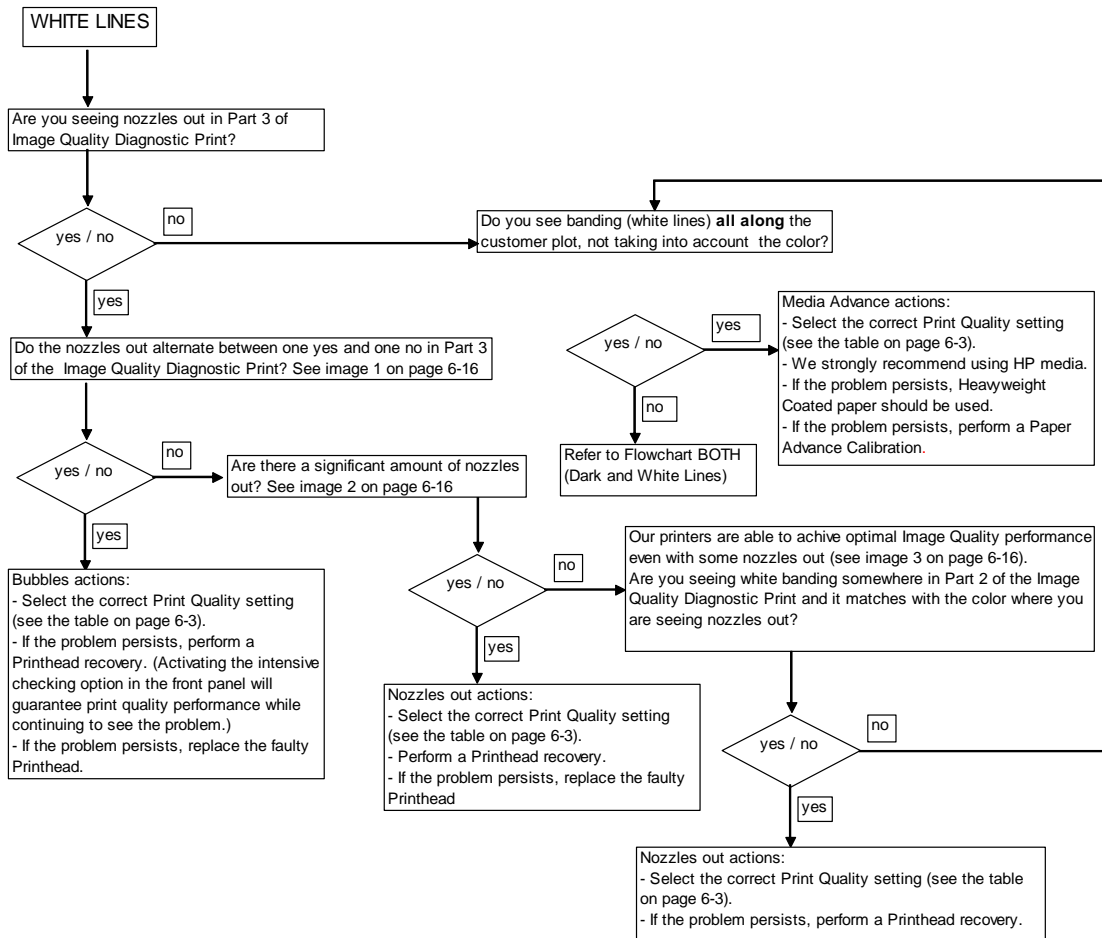 WHITE LINES
Are you seeing nozzles out in Part 3 of
Image Quality Diagnostic Print?
yes / no
no
Do you see banding (white lines) all along the
customer plot, not taking into account the color?
yes
Do the nozzles out alternate between one yes and one no in Part 3
of the Image Quality Diagnostic Print? See image 1 on page 6-16
yes / no
yes
Media Advance actions:
- Select the correct Print Quality setting
(see the table on page 6-3).
- We strongly recommend using HP media.
- If the problem persists, Heavyweight
Coated paper should be used.
- If the problem persists, perform a Paper
Advance Calibration.
no
Refer to Flowchart BOTH
(Dark and White Lines)
yes / no
no
Are there a significant amount of nozzles
out? See image 2 on page 6-16
yes
Bubbles actions:
- Select the correct Print Quality setting
(see the table on page 6-3).
- If the problem persists, perform a
Printhead recovery. (Activating the intensive
checking option in the front panel will
guarantee print quality performance while
continuing to see the problem.)
- If the problem persists, replace the faulty
Printhead.
yes / no
no
Our printers are able to achive optimal Image Quality performance
even with some nozzles out (see image 3 on page 6-16).
Are you seeing white banding somewhere in Part 2 of the Image
Quality Diagnostic Print and it matches with the color where you
are seeing nozzles out?
yes
Nozzles out actions:
- Select the correct Print Quality setting
(see the table on page 6-3).
- Perform a Printhead recovery.
- If the problem persists, replace the faulty
Printhead
yes / no
no
yes
Nozzles out actions:
- Select the correct Print Quality setting (see the table
on page 6-3).
- If the problem persists, perform a Printhead recovery.